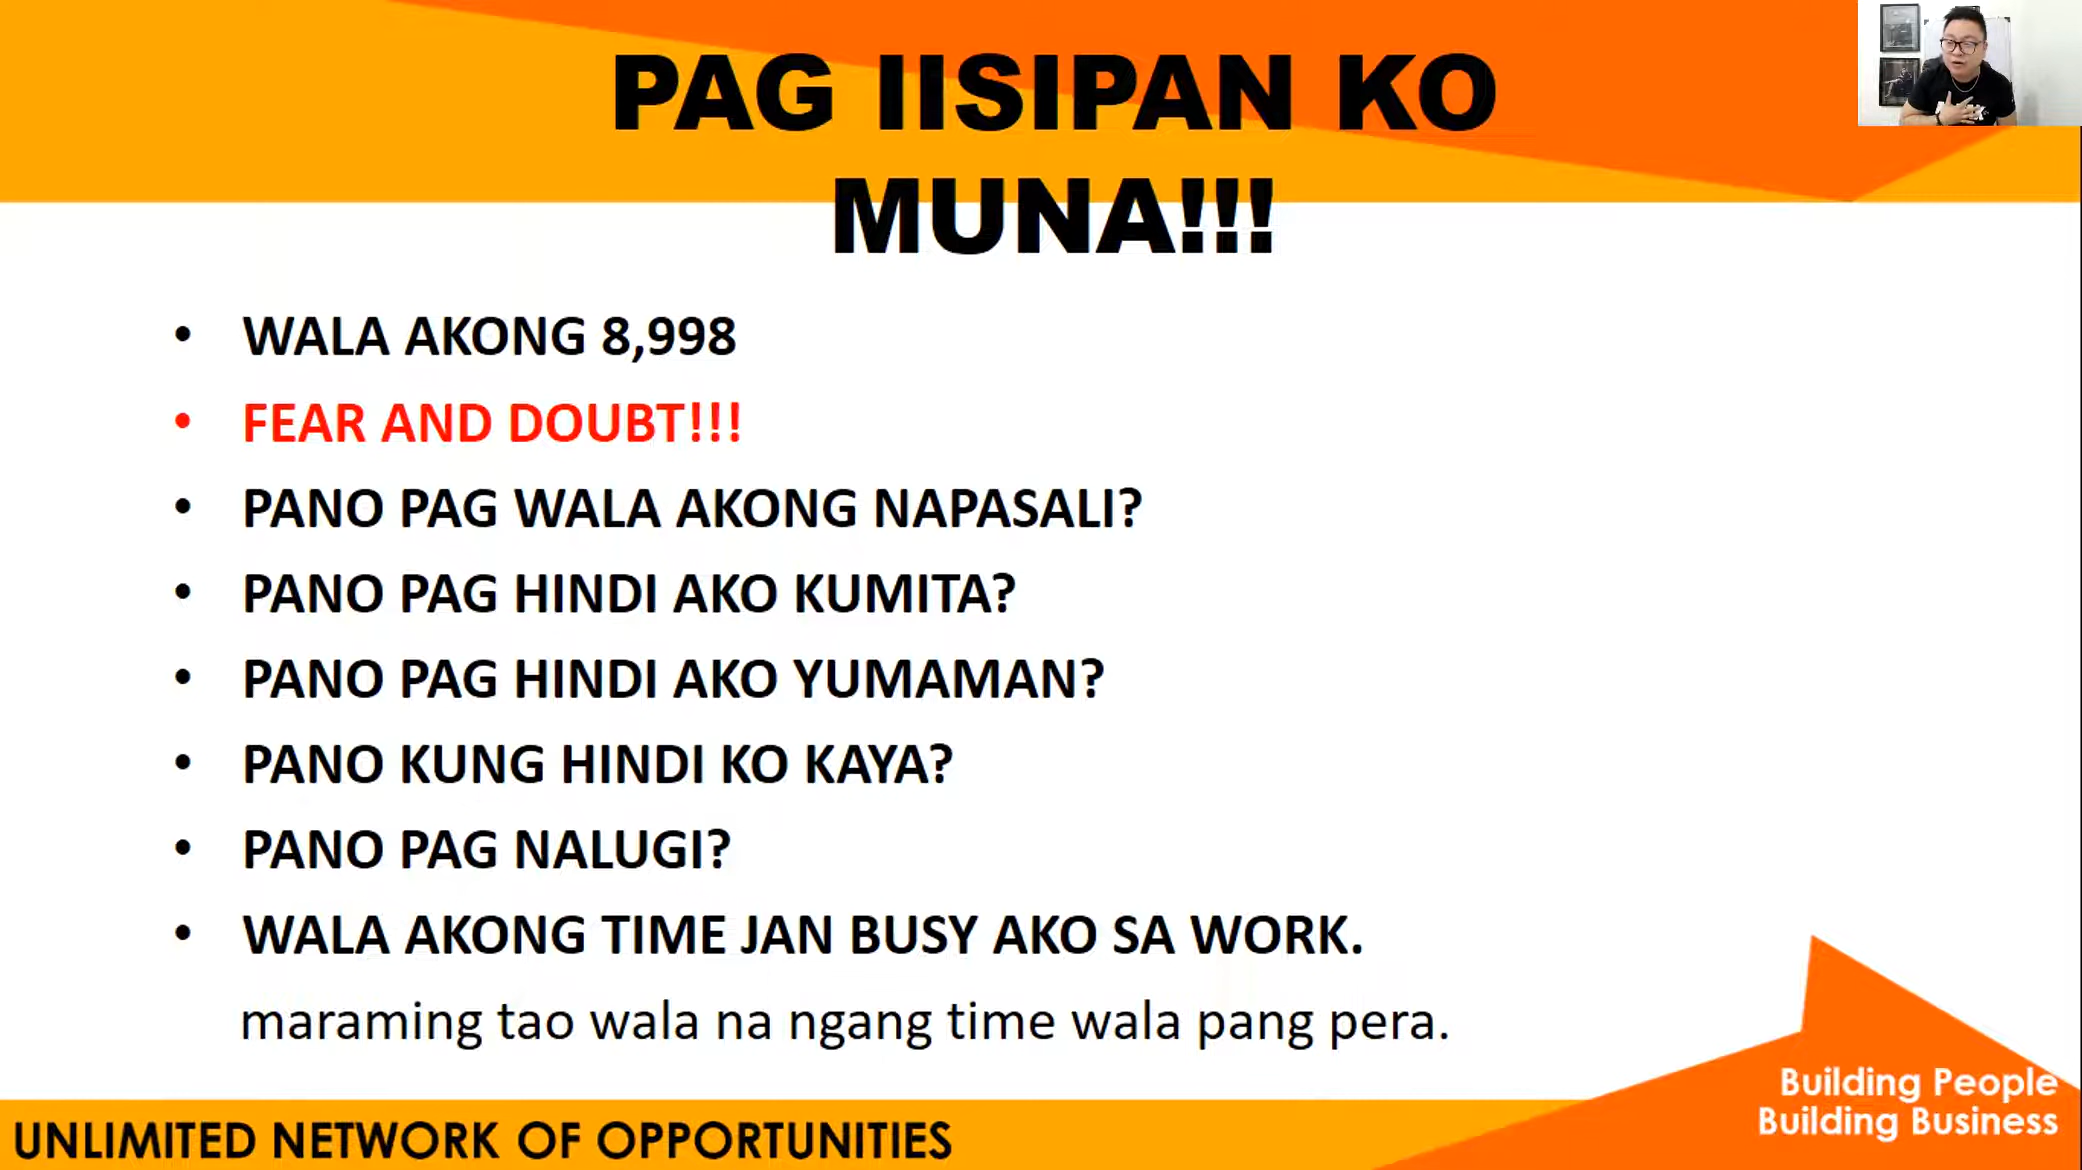 PAG IISIPAN KO
MUNA!!!
• WALA AKONG 8,998
• FEAR AND DOUBT!!!
• PANO PAG WALA AKONG NAPASALI?
• PANO PAG HINDI AKO KUMITA?
• PANO PAG HINDI AKO YUMAMAN?
• PANO KUNG HINDI KO KAYA?
• PANO PAG NALUGI?
• WALA AKONG TIME JAN BUSY AKO SA WORK.
maraming tao wala na ngang time wala pang pera.
Building People
Building Business
UNLIMITED NETWORK OF OPPORTUNITIES